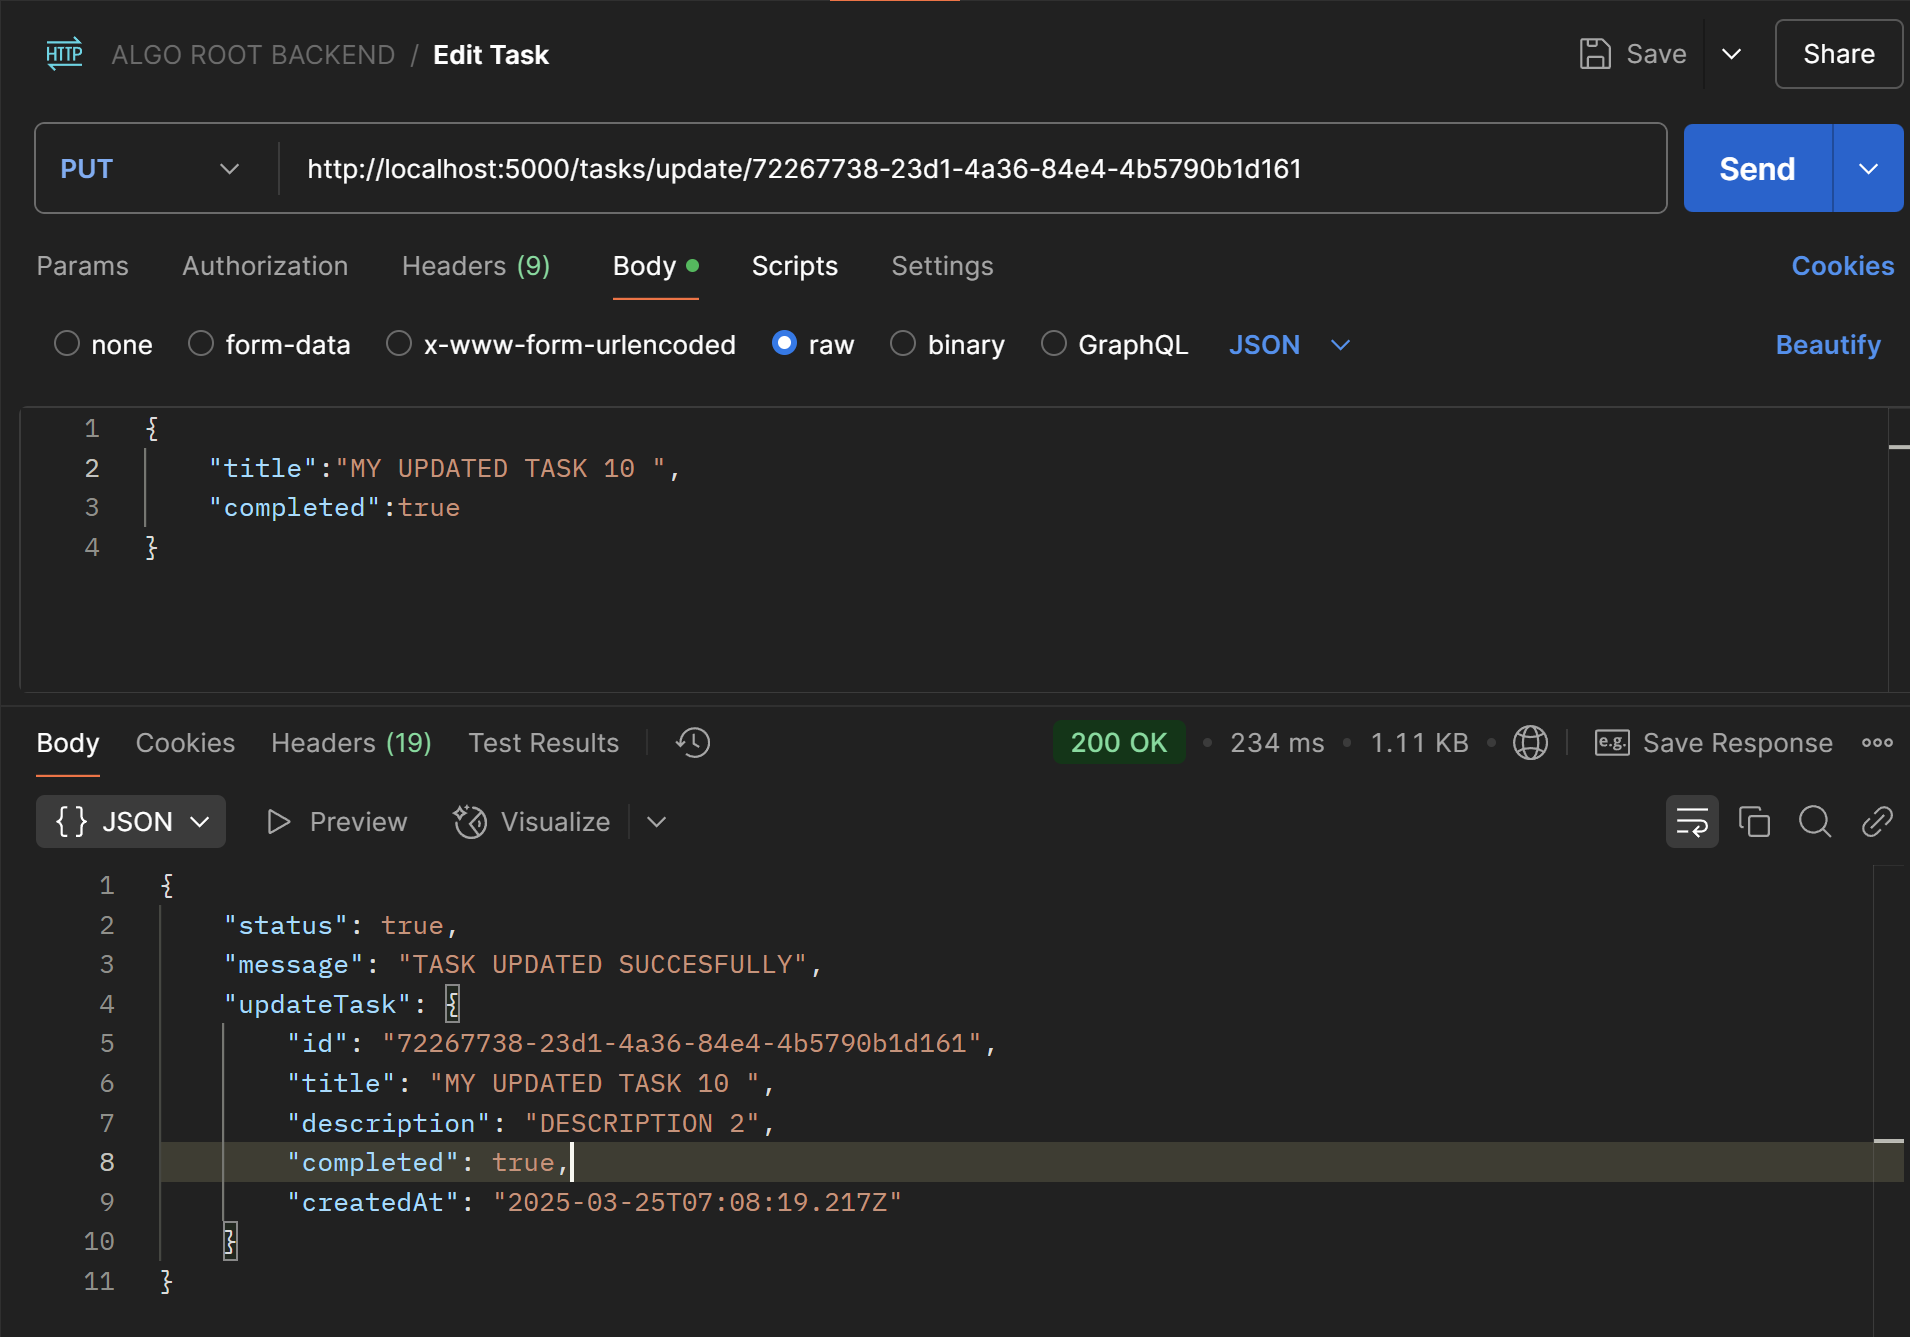 HTTP ALGO ROOT BACKEND / Edit Task Save Share
PUT http://localhost:5000/tasks/update/72267738-23d1-4a36-84e4-4b5790b1d161 Send
Params Authorization Headers (9) Body Scripts Settings Cookies
none form-data x-www-form-urlencoded raw binary GraphQL JSON Beautify
1 {
2 "title":"MY UPDATED TASK 10 ",
3 "completed":true
4 }
Body Cookies Headers (19) Test Results 200 OK 234 ms 1.11 KB e.g. Save Response
{} JSON Preview Visualize
1 {
2 "status": true,
3 "message": "TASK UPDATED SUCCESFULLY",
4 "updateTask": {
5 "id": "72267738-23d1-4a36-84e4-4b5790b1d161",
6 "title": "MY UPDATED TASK 10 ",
7 "description": "DESCRIPTION 2",
8 "completed": true,
9 "createdAt": "2025-03-25T07:08:19.217Z"
10 }
11 }